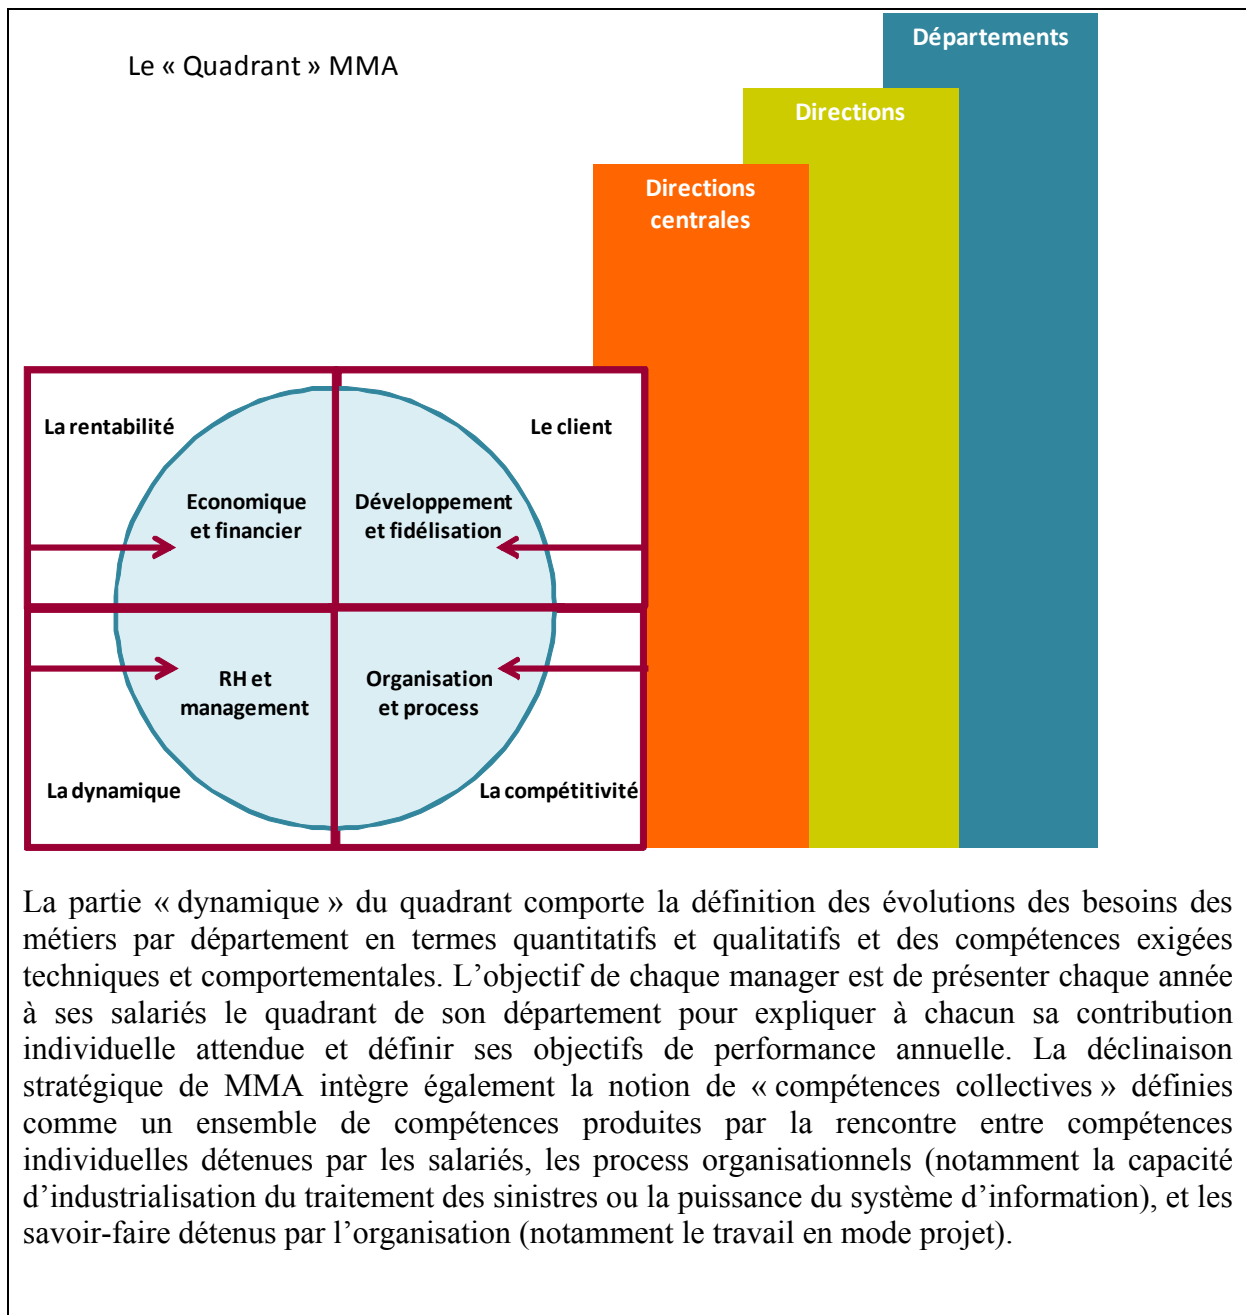 Départements
Le « Quadrant » MMA
Directions
Directions
centrales
La rentabilité
Le client
Economique
et financier
Développement
et fidélisation
RH et
management
Organisation
et process
La dynamique
La compétitivité
La partie « dynamique » du quadrant comporte la définition des évolutions des besoins des
métiers par département en termes quantitatifs et qualitatifs et des compétences exigées
techniques et comportementales. L’objectif de chaque manager est de présenter chaque année
à ses salariés le quadrant de son département pour expliquer à chacun sa contribution
individuelle attendue et définir ses objectifs de performance annuelle. La déclinaison
stratégique de MMA intègre également la notion de « compétences collectives » définies
comme un ensemble de compétences produites par la rencontre entre compétences
individuelles détenues par les salariés, les process organisationnels (notamment la capacité
d’industrialisation du traitement des sinistres ou la puissance du système d’information), et les
savoir-faire détenus par l’organisation (notamment le travail en mode projet).